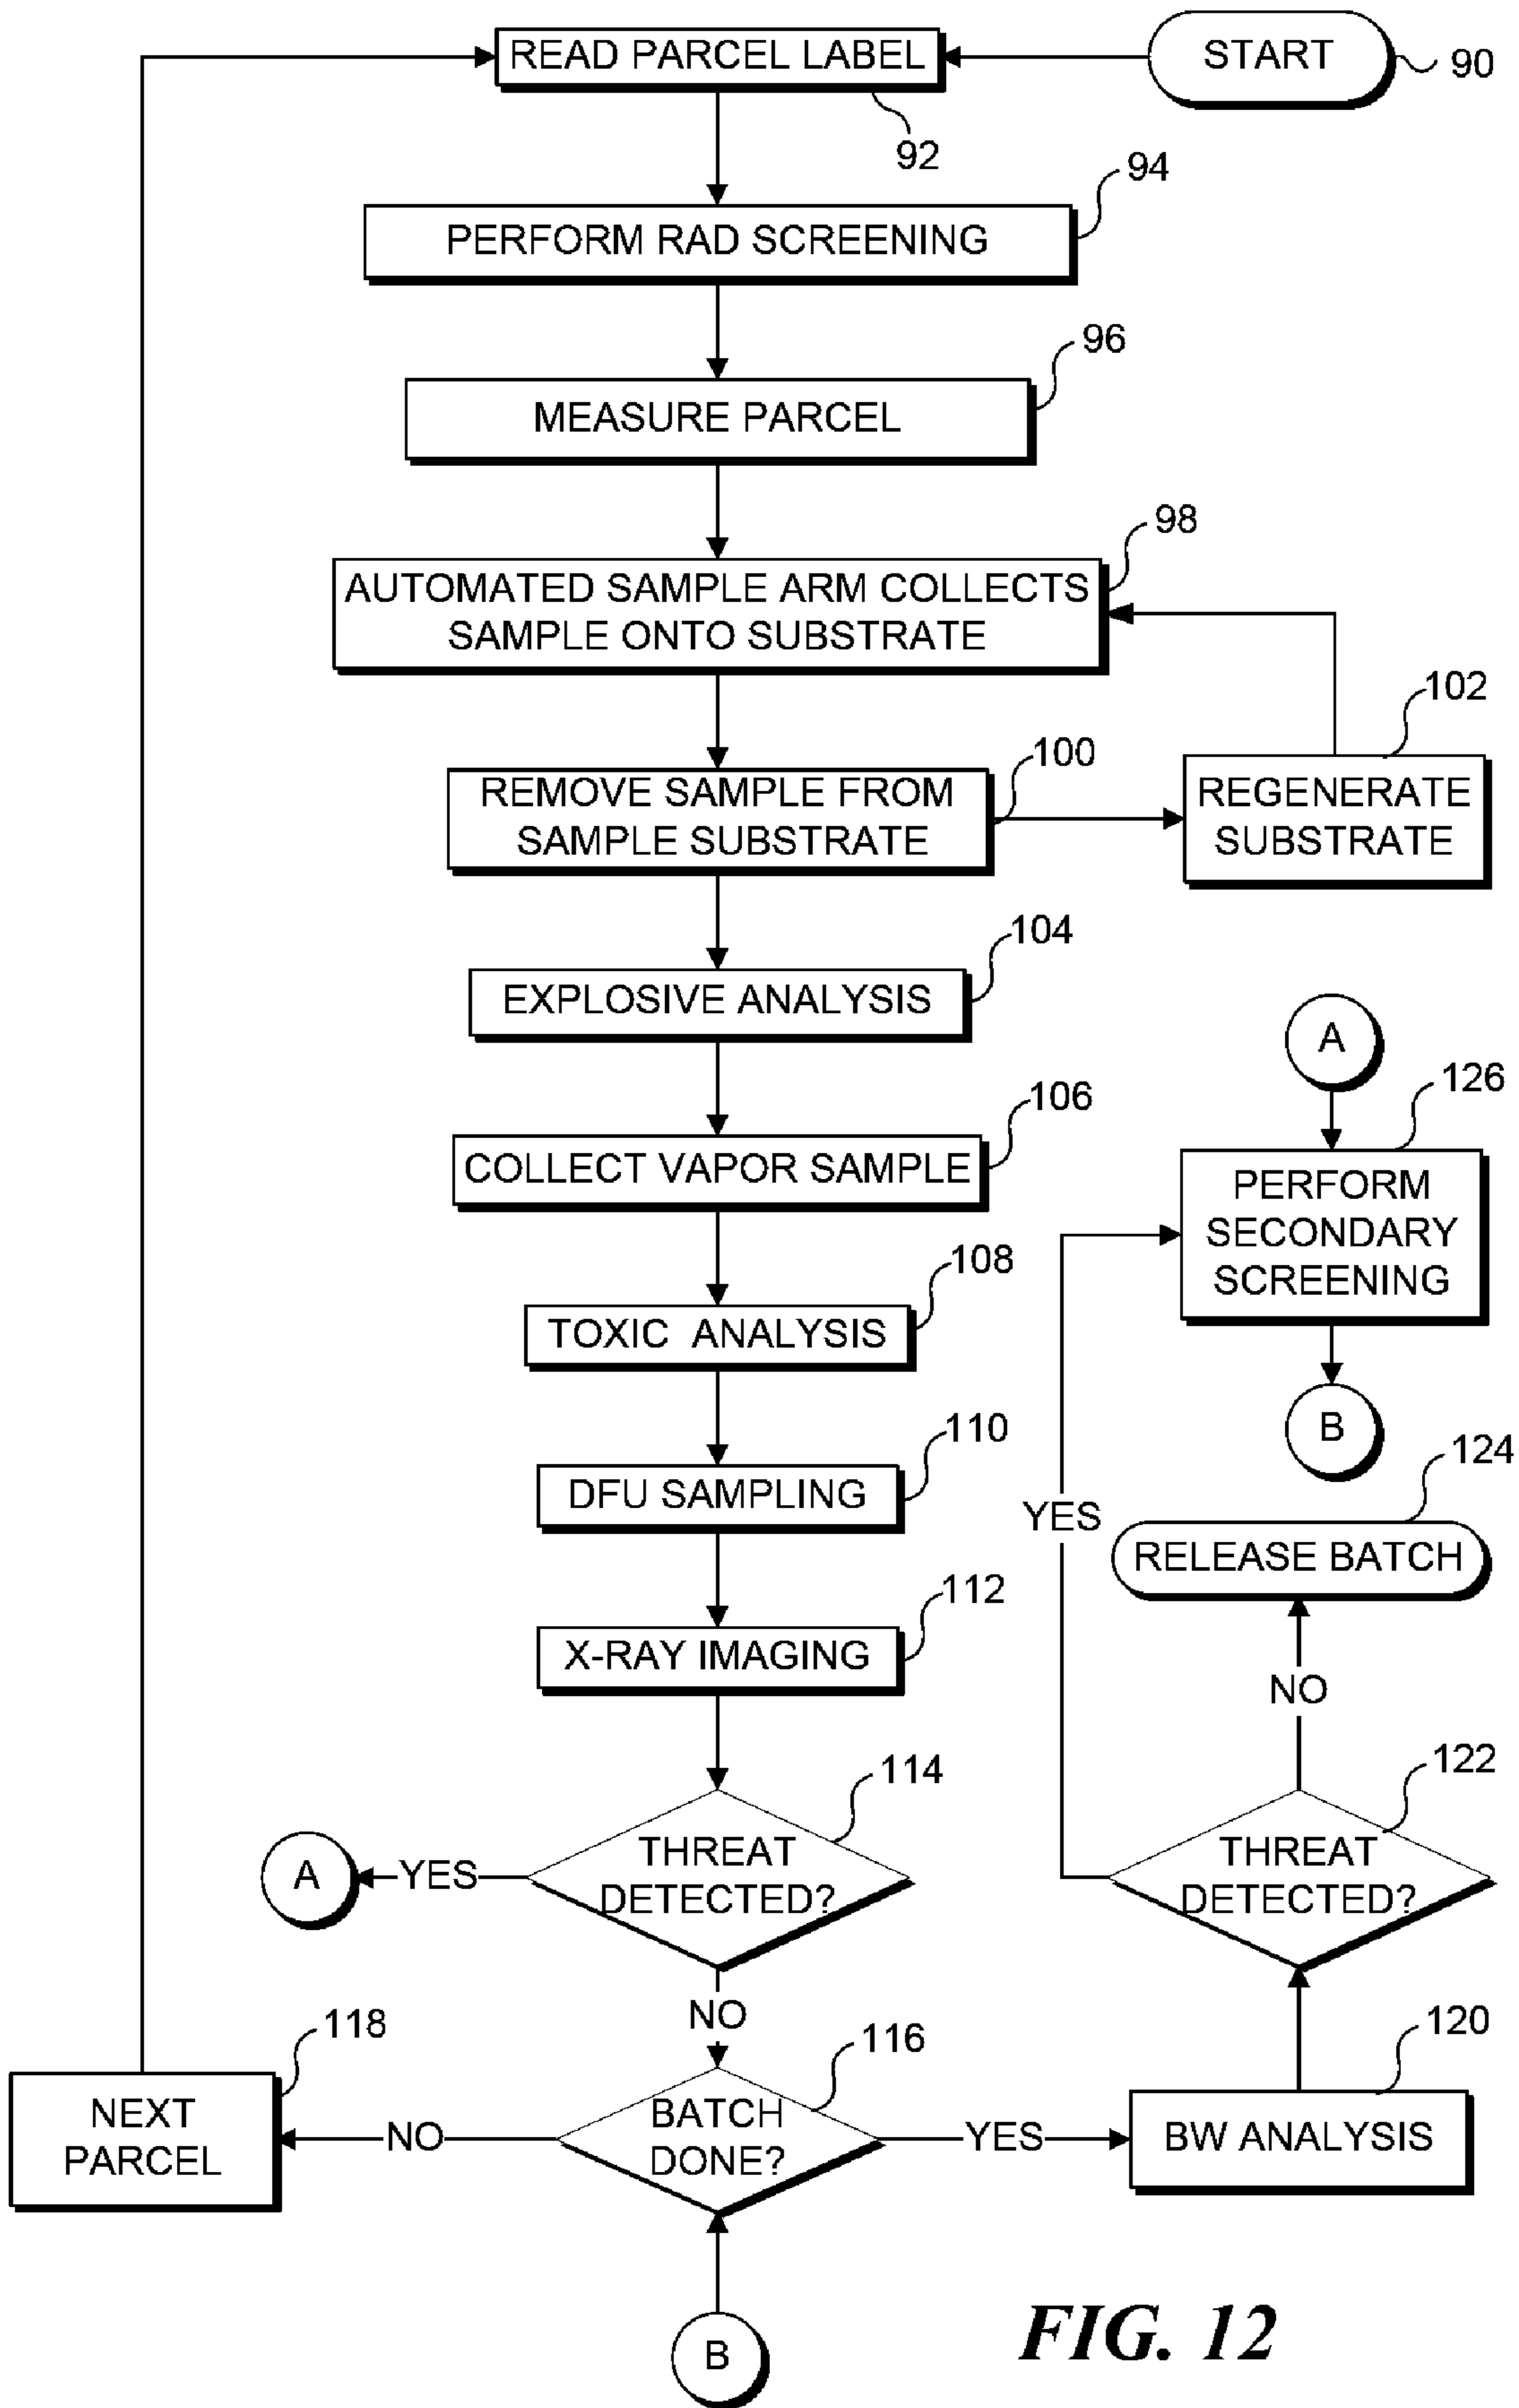 READ PARCEL LABEL
START
90
92
94
PERFORM RAD SCREENING
96
MEASURE PARCEL
98
AUTOMATED SAMPLE ARM COLLECTS
SAMPLE ONTO SUBSTRATE
102
100
REMOVE SAMPLE FROM
SAMPLE SUBSTRATE
REGENERATE
SUBSTRATE
104
EXPLOSIVE ANALYSIS
A
126
106
COLLECT VAPOR SAMPLE
PERFORM
SECONDARY
SCREENING
108
TOXIC ANALYSIS
B
110
DFU SAMPLING
124
YES
RELEASE BATCH
112
X-RAY IMAGING
NO
114
122
THREAT
DETECTED?
A
YES
THREAT
DETECTED?
NO
118
116
120
NEXT
PARCEL
NO
BATCH
DONE?
YES
BW ANALYSIS
B
FIG. 12